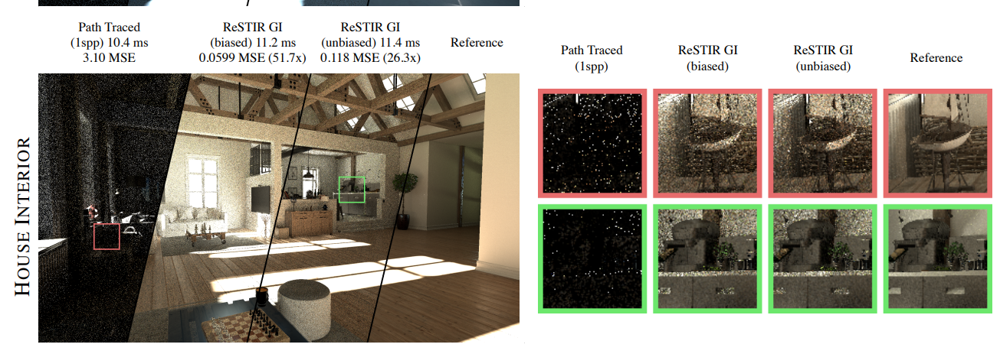 Path Traced
(1spp) 10.4 ms
3.10 MSE
ReSTIR GI
(biased) 11.2 ms
0.0599 MSE (51.7x)
ReSTIR GI
(unbiased) 11.4 ms
0.118 MSE (26.3x)
Reference
HOUSE INTERIOR
Path Traced
(1spp)
ReSTIR GI
(biased)
ReSTIR GI
(unbiased)
Reference